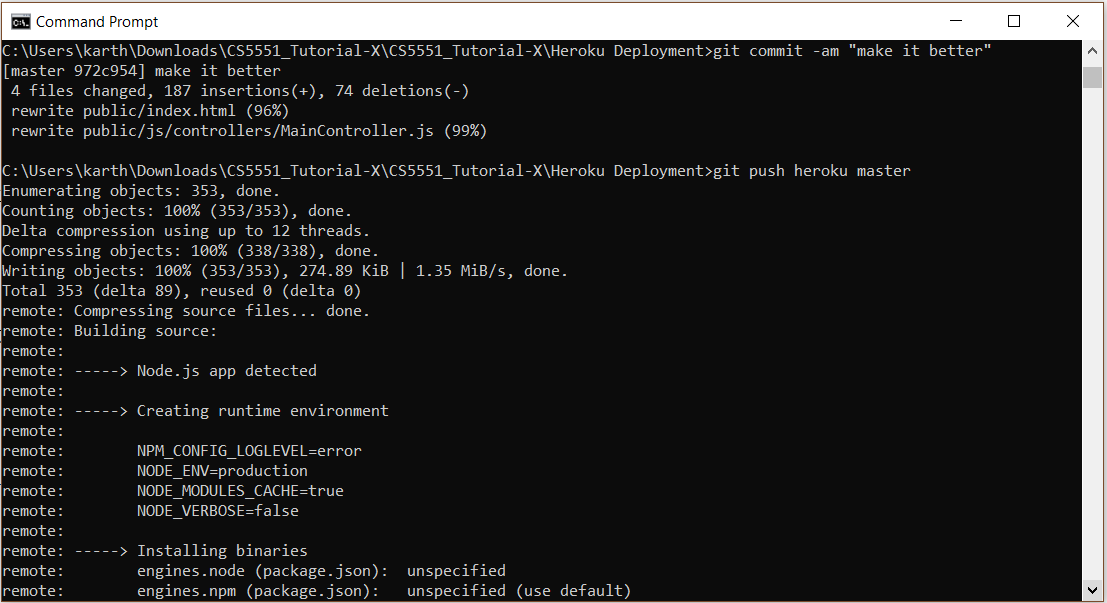 Command Prompt
C:\Users\karth\Downloads\CS5551_Tutorial-X\CS5551_Tutorial-X\Heroku Deployment>git commit -am "make it better"
[master 972c954] make it better
 4 files changed, 187 insertions(+), 74 deletions(-)
 rewrite public/index.html (96%)
 rewrite public/js/controllers/MainController.js (99%)

C:\Users\karth\Downloads\CS5551_Tutorial-X\CS5551_Tutorial-X\Heroku Deployment>git push heroku master
Enumerating objects: 353, done.
Counting objects: 100% (353/353), done.
Delta compression using up to 12 threads.
Compressing objects: 100% (338/338), done.
Writing objects: 100% (353/353), 274.89 KiB | 1.35 MiB/s, done.
Total 353 (delta 89), reused 0 (delta 0)
remote: Compressing source files... done.
remote: Building source:
remote:
remote: -----> Node.js app detected
remote:
remote: -----> Creating runtime environment
remote:
remote:        NPM_CONFIG_LOGLEVEL=error
remote:        NODE_ENV=production
remote:        NODE_MODULES_CACHE=true
remote:        NODE_VERBOSE=false
remote:
remote: -----> Installing binaries
remote:        engines.node (package.json):  unspecified
remote:        engines.npm (package.json):   unspecified (use default)